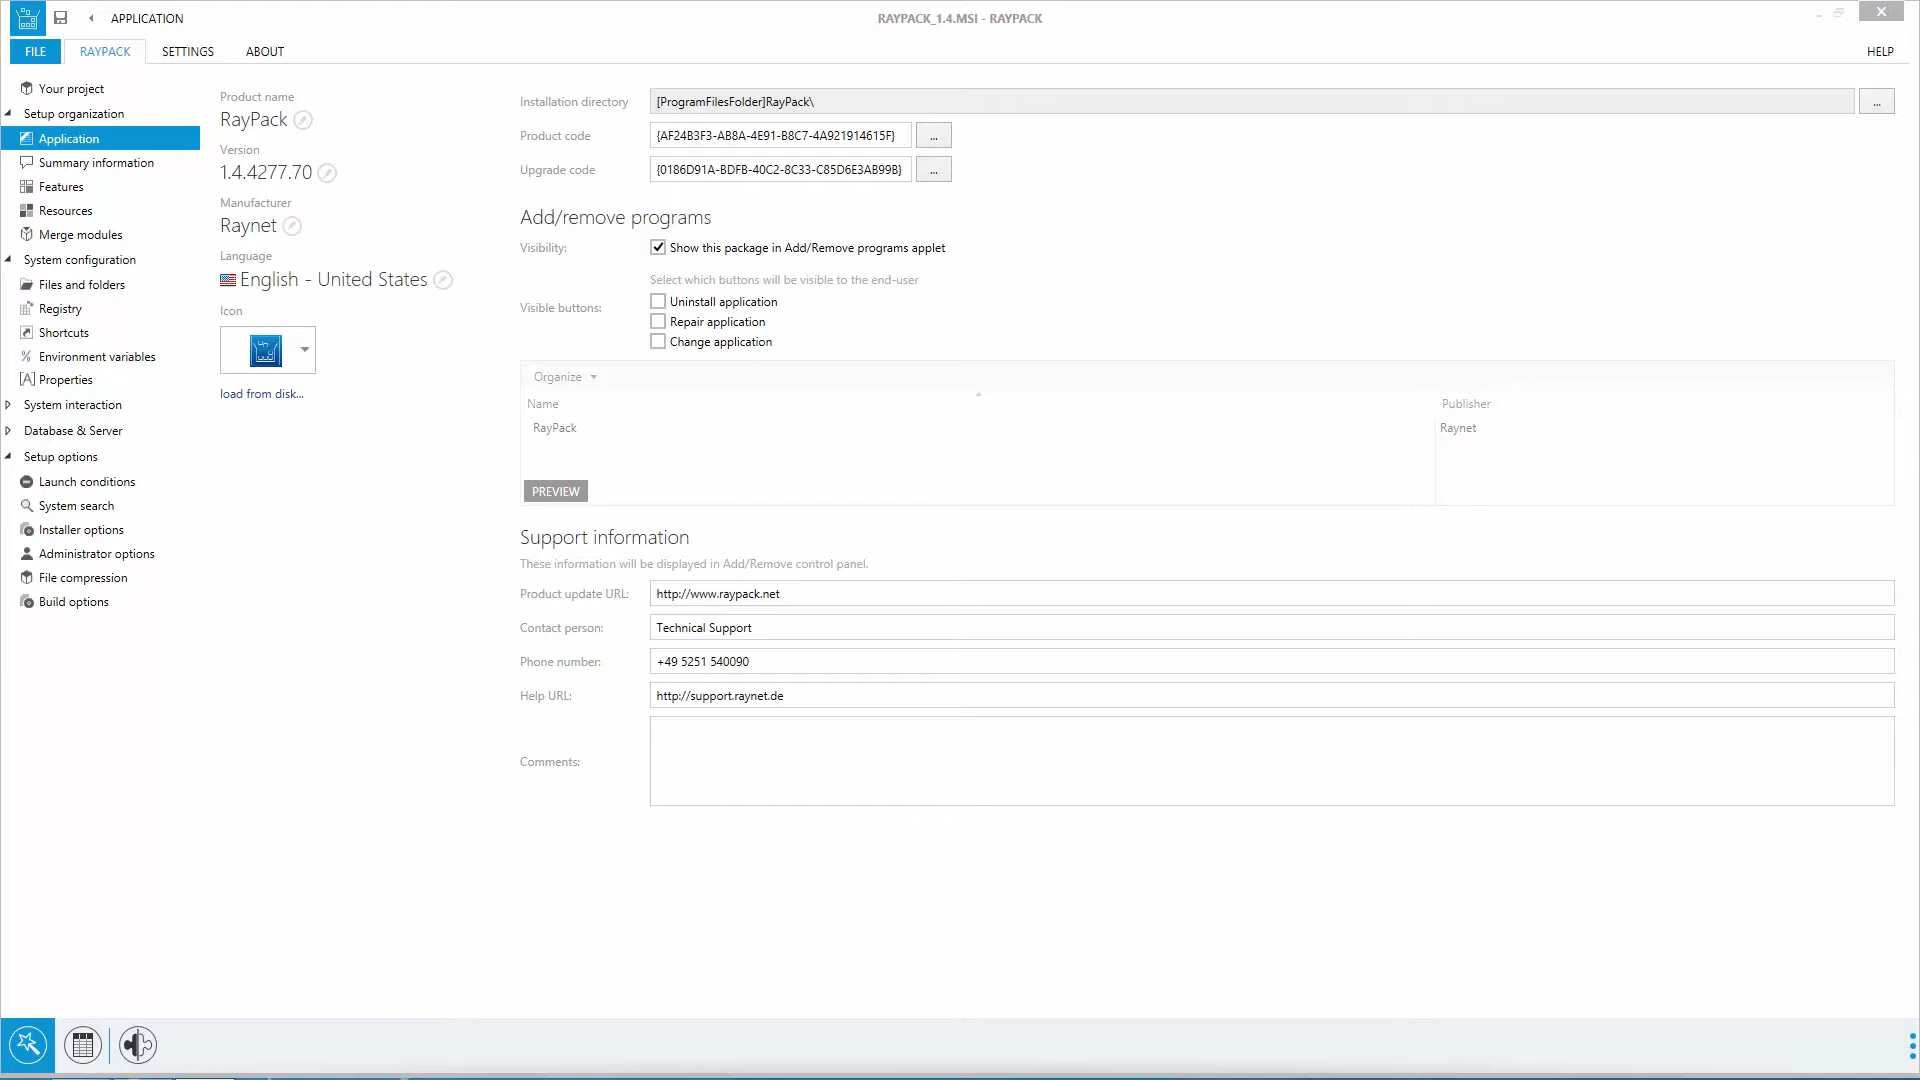 APPLICATION
RAYPACK_1.4.MSI - RAYPACK
FILE
RAYPACK
SETTINGS
ABOUT
HELP
Your project
Setup organization
Application
Summary information
Features
Resources
Merge modules
System configuration
Files and folders
Registry
Shortcuts
Environment variables
Properties
System interaction
Database & Server
Setup options
Launch conditions
System search
Installer options
Administrator options
File compression
Build options
Product name
RayPack
Version
1.4.4277.70
Manufacturer
Raynet
Language
English - United States
Icon
load from disk...
Installation directory
[ProgramFilesFolder]RayPack\
...
Product code
{AF24B3F3-AB8A-4E91-B8C7-4A921914615F}
...
Upgrade code
{0186D91A-BDFB-40C2-8C33-C85D6E3AB99B}
...
Add/remove programs
Visibility:
Show this package in Add/Remove programs applet
Select which buttons will be visible to the end-user
Visible buttons:
Uninstall application
Repair application
Change application
Organize
Name
Publisher
RayPack
Raynet
PREVIEW
Support information
These information will be displayed in Add/Remove control panel.
Product update URL:
http://www.raypack.net
Contact person:
Technical Support
Phone number:
+49 5251 540090
Help URL:
http://support.raynet.de
Comments: